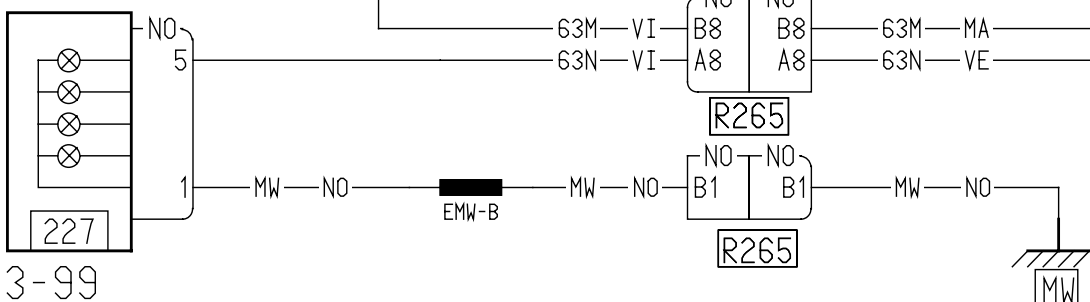 NO NO
NO 63M VI B8 B8 63M MA
5 63N VI A8 A8 63N VE
R265
NO NO
1 MW NO MW NO B1 B1 MW NO
EMW-B
227
R265
3-99
MW